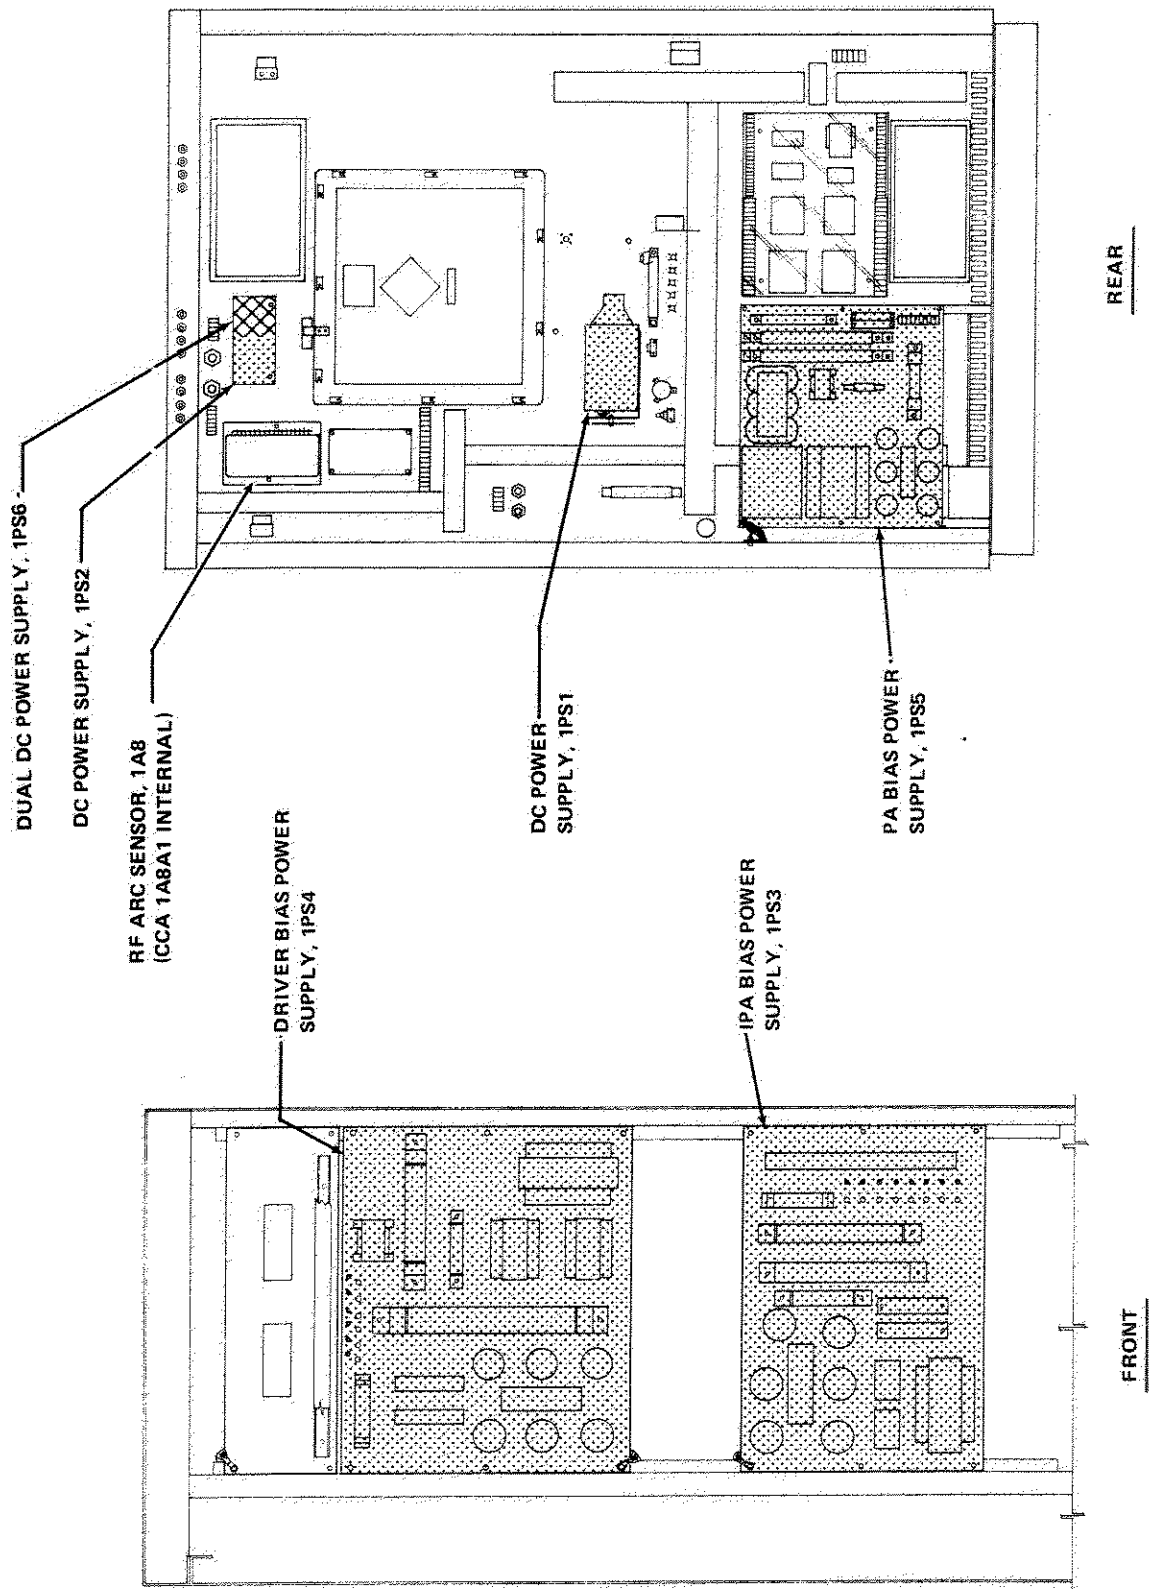 DUAL DC POWER SUPPLY, 1PS6
DC POWER SUPPLY, 1PS2
RF ARC SENSOR, 1A8
(CCA 1A8A1 INTERNAL)
DRIVER BIAS POWER
SUPPLY, 1PS4
DC POWER
SUPPLY, 1PS1
IPA BIAS POWER
SUPPLY, 1PS3
PA BIAS POWER
SUPPLY, 1PS5
FRONT
REAR